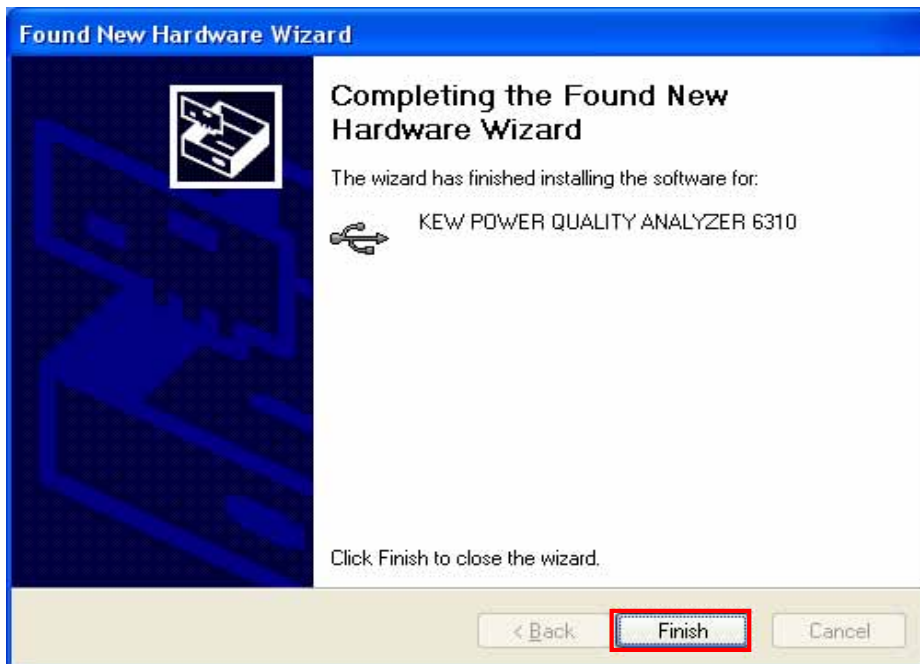 Found New Hardware Wizard
Completing the Found New
Hardware Wizard
The wizard has finished installing the software for:
KEW POWER QUALITY ANALYZER 6310
Click Finish to close the wizard.
< Back Finish Cancel